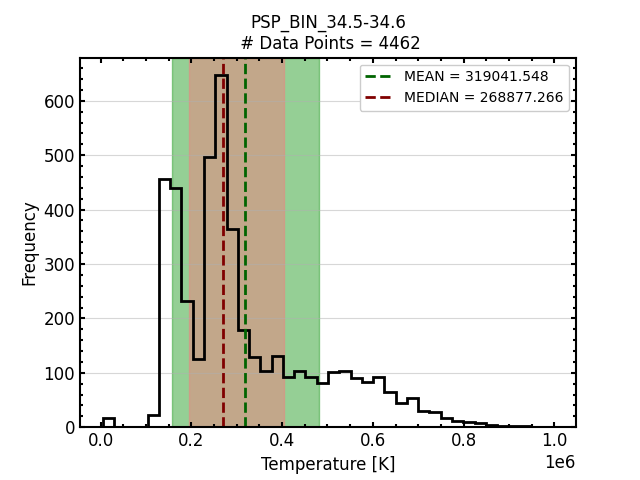 PSP_BIN_34.5-34.6
# Data Points = 4462
MEAN = 319041.548
MEDIAN = 268877.266
Frequency
600
500
400
300
200
100
0
0.0 0.2 0.4 0.6 0.8 1.0
1e6
Temperature [K]